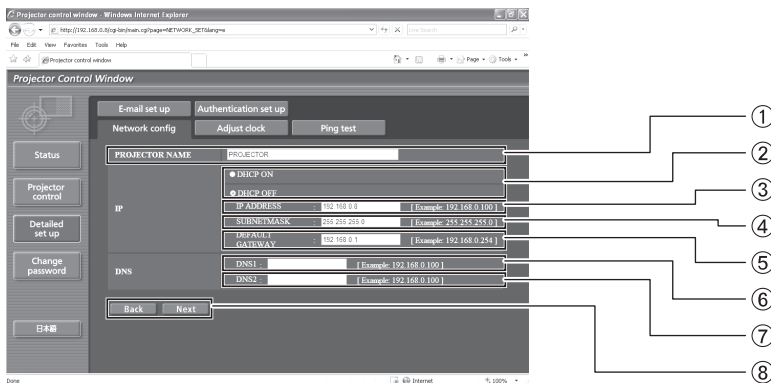 Projector control window - Windows Internet Explorer
http://192.168.0.8/cgi-bin/main.cgi?page=NETWORK_SET&lang=e
Live Search
File Edit View Favorites Tools Help
Projector control window
Page Tools
Projector Control Window
E-mail set up Authentication set up
Network config Adjust clock Ping test
Status
Projector control
Detailed set up
Change password
日本語
PROJECTOR NAME PROJECTOR
IP
DHCP ON
DHCP OFF
IP ADDRESS : 192.168.0.8 [ Example: 192.168.0.100 ]
SUBNETMASK : 255.255.255.0 [ Example: 255.255.255.0 ]
DEFAULT GATEWAY : 192.168.0.1 [ Example: 192.168.0.254 ]
DNS
DNS1 : [ Example: 192.168.0.100 ]
DNS2 : [ Example: 192.168.0.100 ]
Back Next
Done Internet 100%
①
②
③
④
⑤
⑥
⑦
⑧